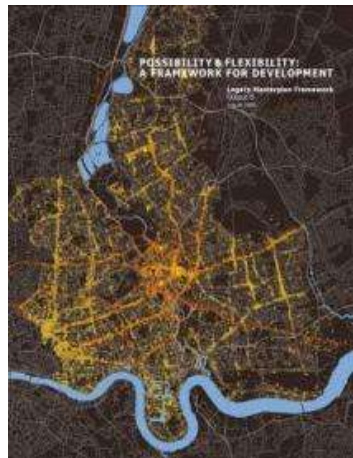 POSSIBILITY & FLEXIBILITY:
A FRAMEWORK FOR DEVELOPMENT
Legacy Masterplan Framework